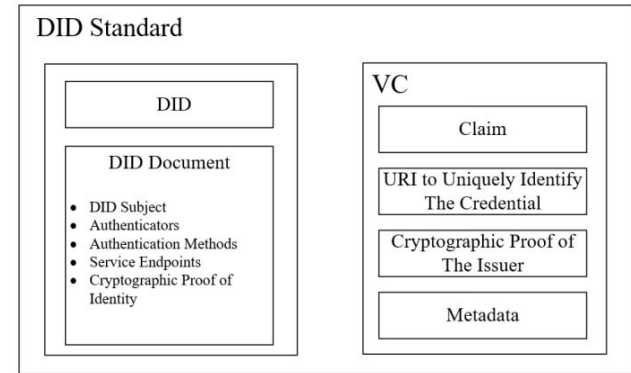 DID Standard
DID
DID Document
• DID Subject
• Authenticators
• Authentication Methods
• Service Endpoints
• Cryptographic Proof of
Identity
VC
Claim
URI to Uniquely Identify
The Credential
Cryptographic Proof of
The Issuer
Metadata